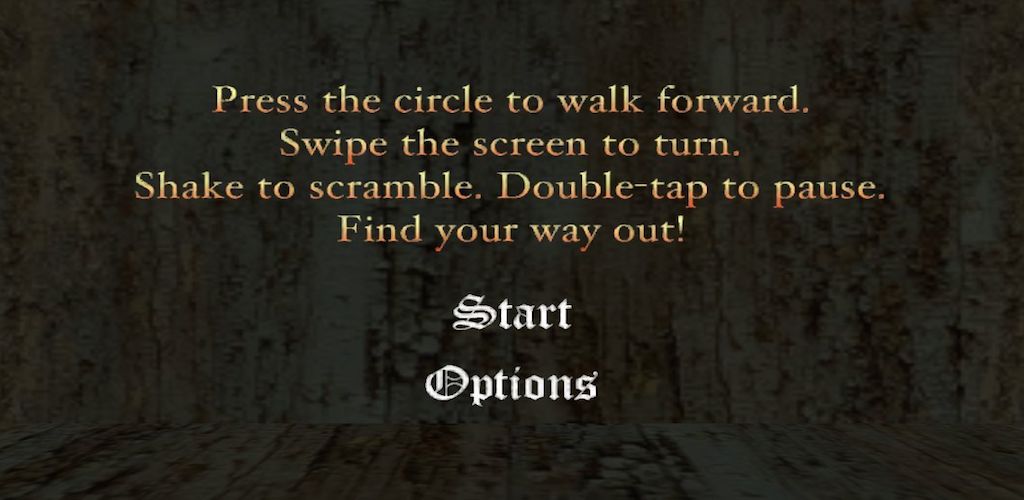 Press the circle to walk forward.
Swipe the screen to turn.
Shake to scramble. Double-tap to pause.
Find your way out!
Start
Options